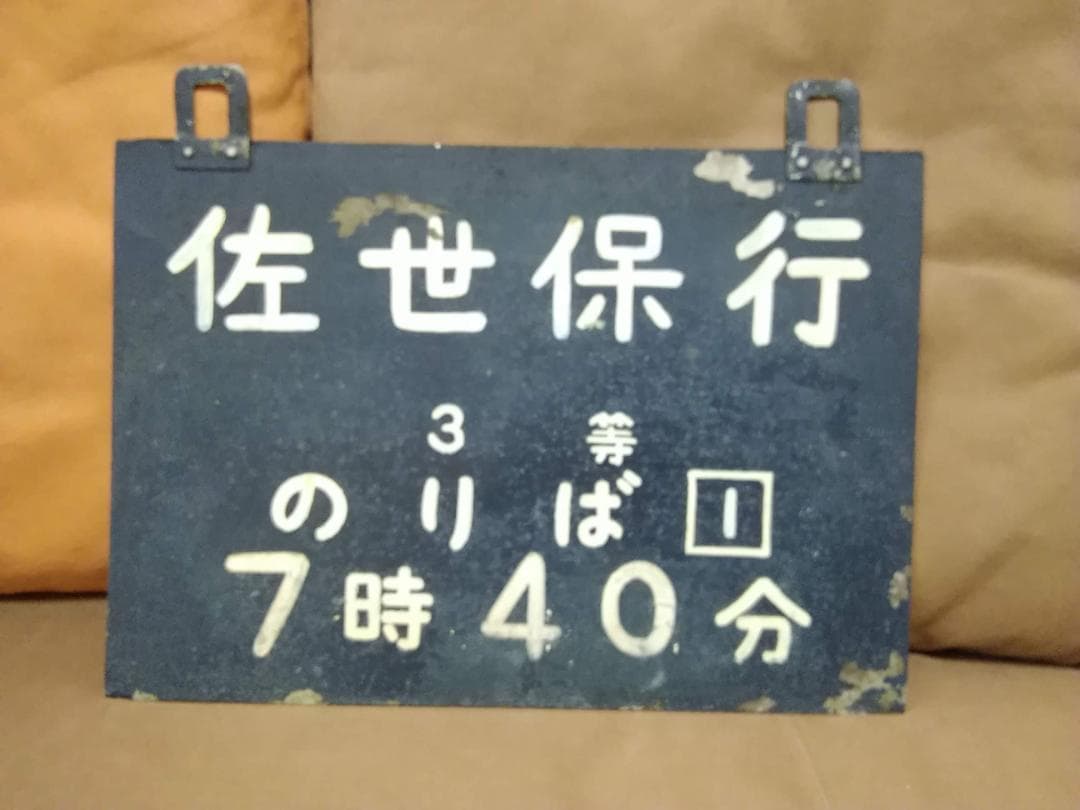 佐世保行
3等
のりば 1
7時40分